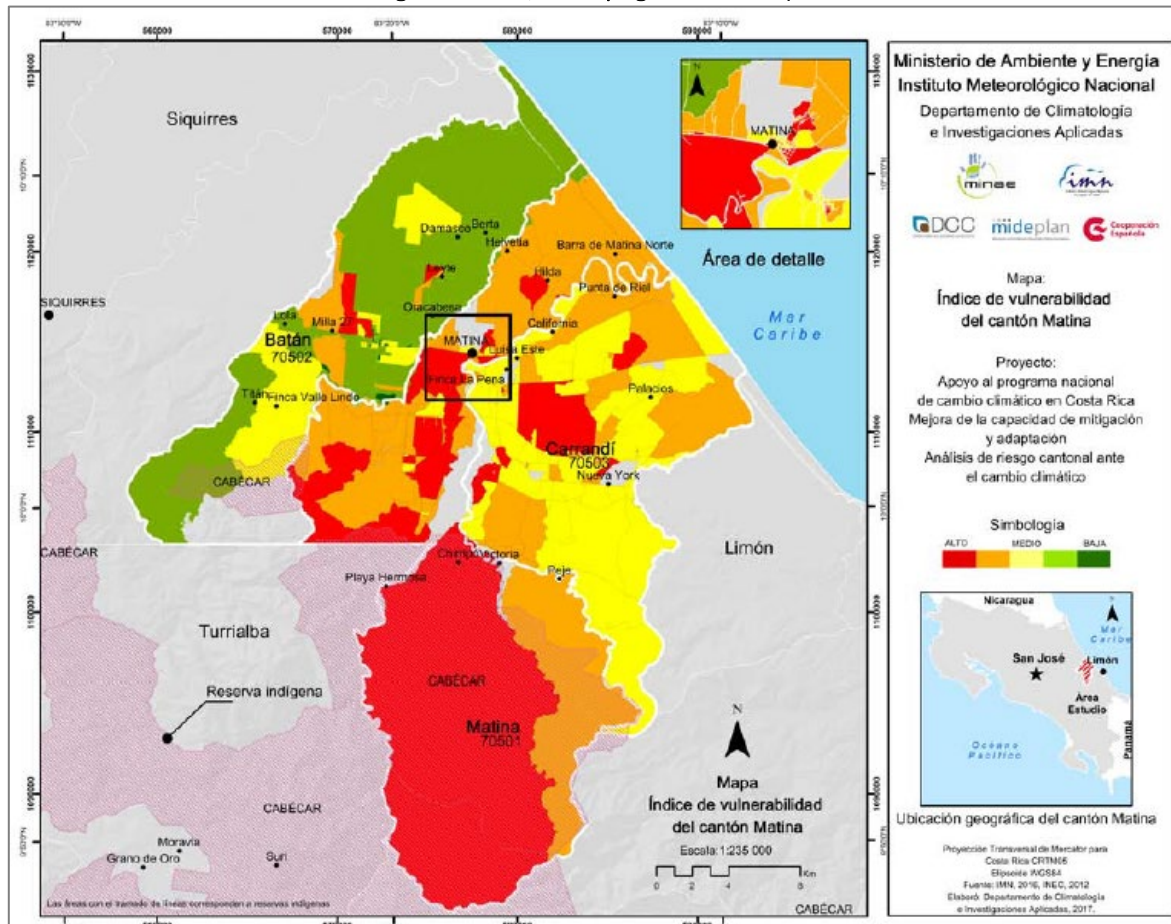 Siquirres
SIQUIRRES
Damasco
Berta
Helvetia
Barra de Matina Norte
Leyte
Hilda
Punta de Riel
Lola
Milla 27
California
Batán
70502
MATINA
Luisa Este
Titán
Finca Valle Lindo
Palacios
Carrandí
70503
Nueva York
CABÉCAR
CABÉCAR
Limón
Victoria
Playa Hermosa
Peje
Turrialba
Reserva indígena
CABÉCAR
Matina
70501
CABÉCAR
Moravia
Grano de Oro
Suri
CABÉCAR
Las áreas con el tramado de líneas corresponden a reservas indígenas
Mar
Caribe
N
MATINA
Área de detalle
N
Mapa
Índice de vulnerabilidad
del cantón Matina
Escala: 1:235 000
0 2 4 8
Km
Ministerio de Ambiente y Energía
Instituto Meteorológico Nacional
Departamento de Climatología
e Investigaciones Aplicadas
minae
imn
DCC
mideplan
Cooperación
Española
Mapa:
Índice de vulnerabilidad
del cantón Matina
Proyecto:
Apoyo al programa nacional
de cambio climático en Costa Rica
Mejora de la capacidad de mitigación
y adaptación
Análisis de riesgo cantonal ante
el cambio climático
Simbología
ALTO MEDIO BAJA
Nicaragua
N
Mar
Caribe
San José
Limón
Área
Estudio
Océano
Pacífico
Panamá
Ubicación geográfica del cantón Matina
Proyección Transversal de Mercator para
Costa Rica CRTM05
Elipsoide WGS84
Fuente: IMN, 2016, INEC, 2012
Elaboró: Departamento de Climatología
e Investigaciones Aplicadas, 2017.